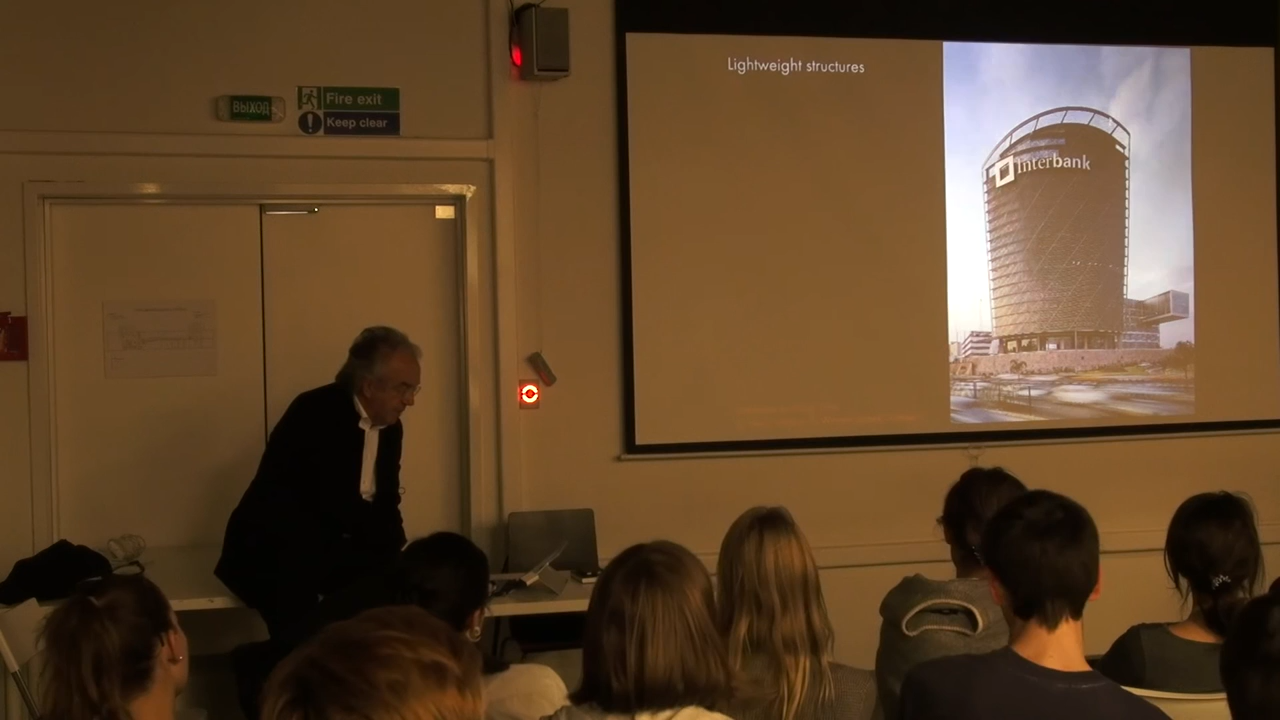 Lightweight structures
Interbank
ВЫХОД
Fire exit
Keep clear